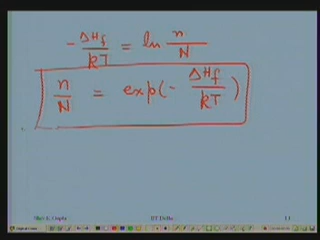 - ΔHf/kT = ln n/N
n/N = exp(- ΔHf/kT)